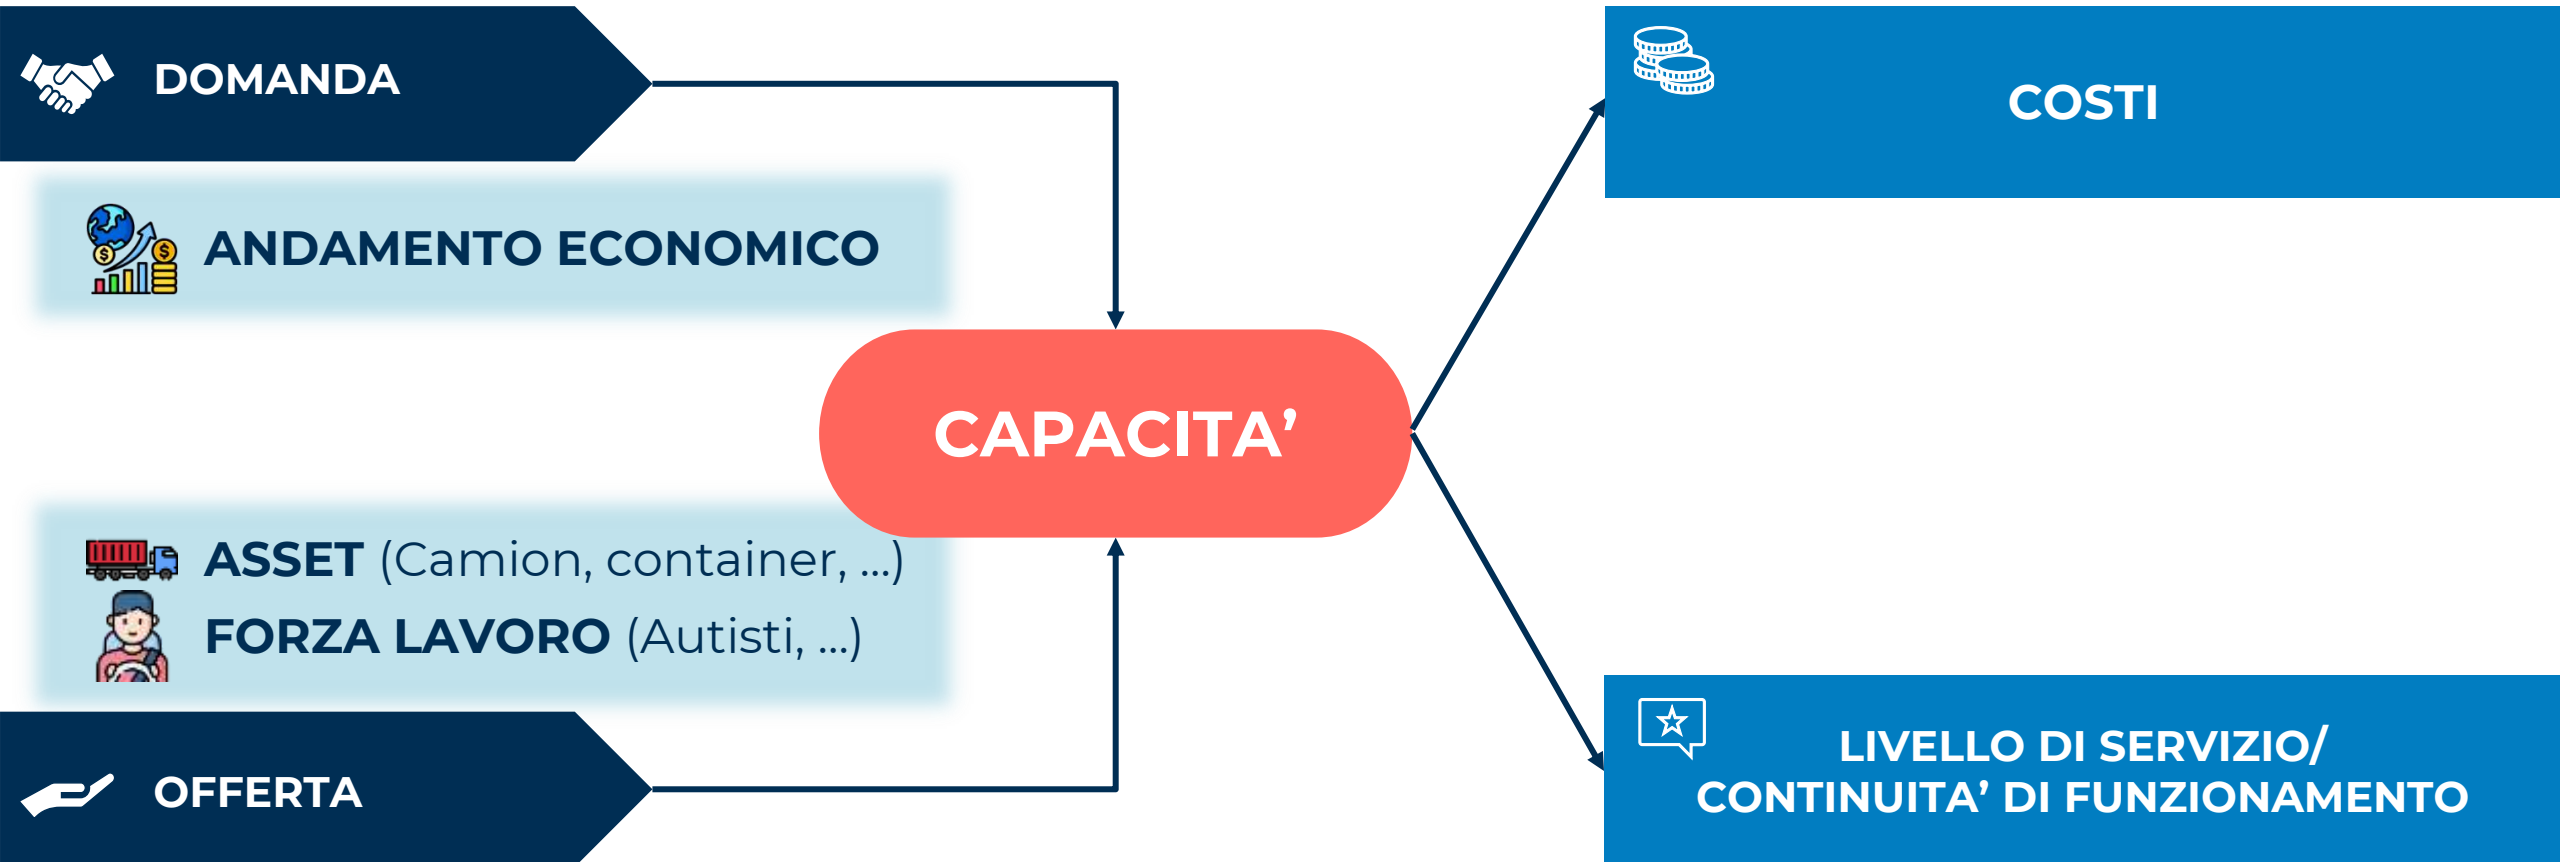 DOMANDA
ANDAMENTO ECONOMICO
CAPACITA’
ASSET (Camion, container, ...)
FORZA LAVORO (Autisti, ...)
OFFERTA
COSTI
LIVELLO DI SERVIZIO/
CONTINUITA’ DI FUNZIONAMENTO